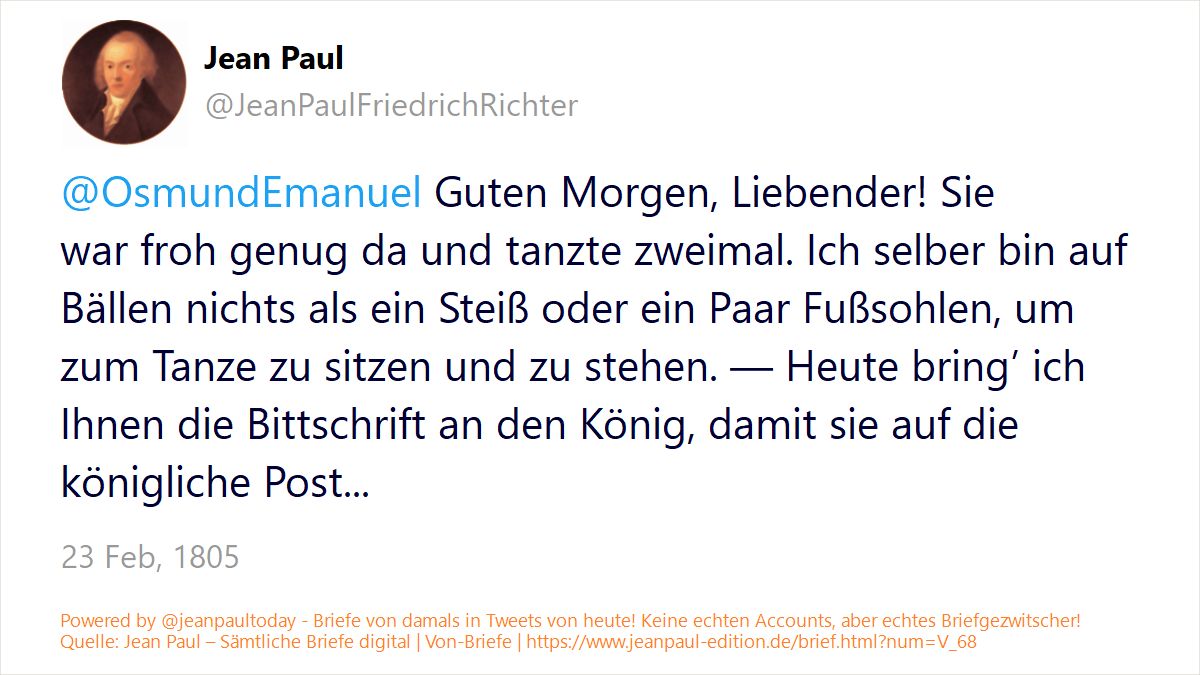 Jean Paul
@JeanPaulFriedrichRichter
@OsmundEmanuel Guten Morgen, Liebender! Sie
war froh genug da und tanzte zweimal. Ich selber bin auf
Bällen nichts als ein Steiß oder ein Paar Fußsohlen, um
zum Tanze zu sitzen und zu stehen. — Heute bring’ ich
Ihnen die Bittschrift an den König, damit sie auf die
königliche Post...
23 Feb, 1805
Powered by @jeanpaultoday - Briefe von damals in Tweets von heute! Keine echten Accounts, aber echtes Briefgezwitscher!
Quelle: Jean Paul – Sämtliche Briefe digital | Von-Briefe | https://www.jeanpaul-edition.de/brief.html?num=V_68